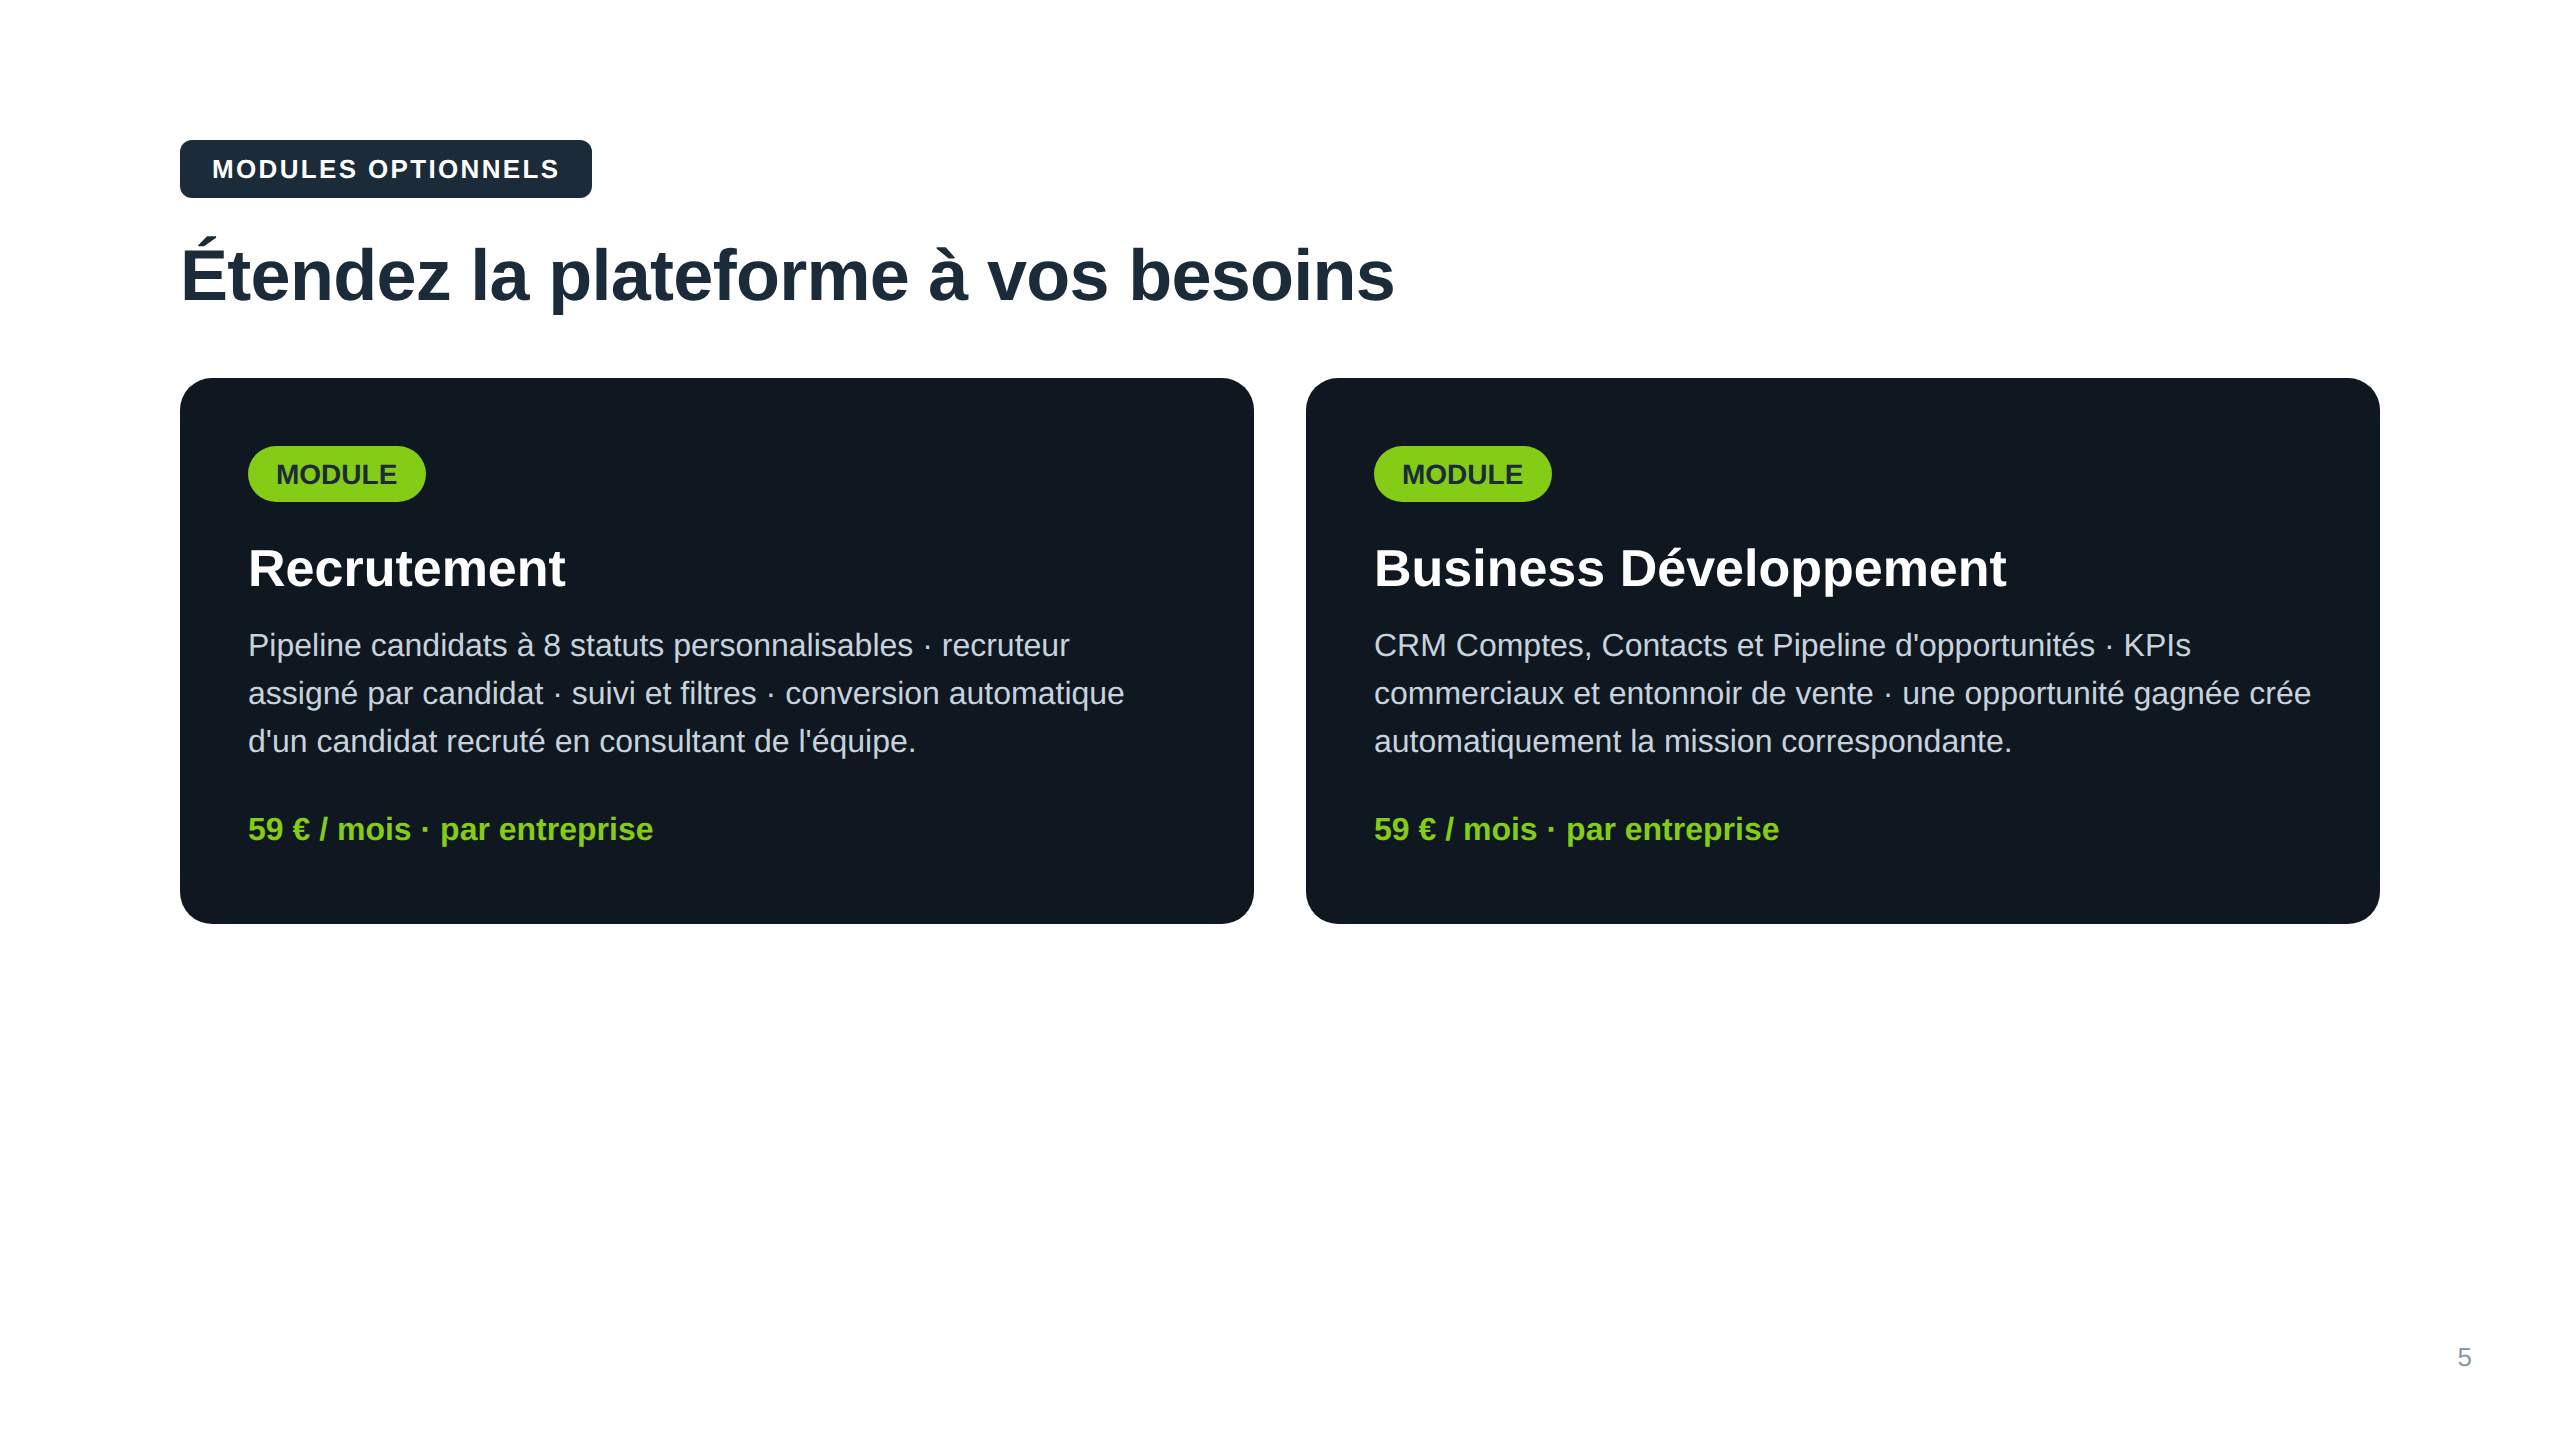 MODULES OPTIONNELS
Étendez la plateforme à vos besoins
MODULE
Recrutement
Pipeline candidats à 8 statuts personnalisables · recruteur
assigné par candidat · suivi et filtres · conversion automatique
d'un candidat recruté en consultant de l'équipe.
59 € / mois · par entreprise
MODULE
Business Développement
CRM Comptes, Contacts et Pipeline d'opportunités · KPIs
commerciaux et entonnoir de vente · une opportunité gagnée crée
automatiquement la mission correspondante.
59 € / mois · par entreprise
5